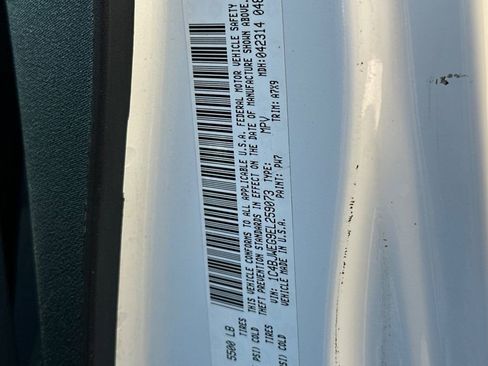 5500 LB
TIRES
PSI) COLD
TIRES
PSI) COLD
THIS VEHICLE CONFORMS TO ALL APPLICABLE U.S.A. FEDERAL MOTOR VEHICLE SAFETY
THEFT PREVENTION STANDARDS IN EFFECT ON THE DATE OF MANUFACTURE SHOWN ABOVE.
1C4BJWEG9EL259073 TYPE: MPV MDH:042314
VEHICLE MADE IN U.S.A. PAINT: PW7 TRIM: A7X9